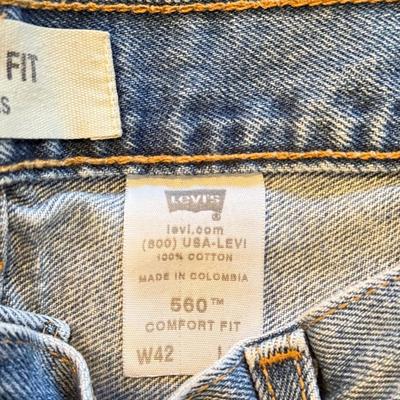 FIT
S
Levi's
®
levi.com
(800) USA-LEVI
100% COTTON
MADE IN COLOMBIA
560™
COMFORT FIT
W42 L